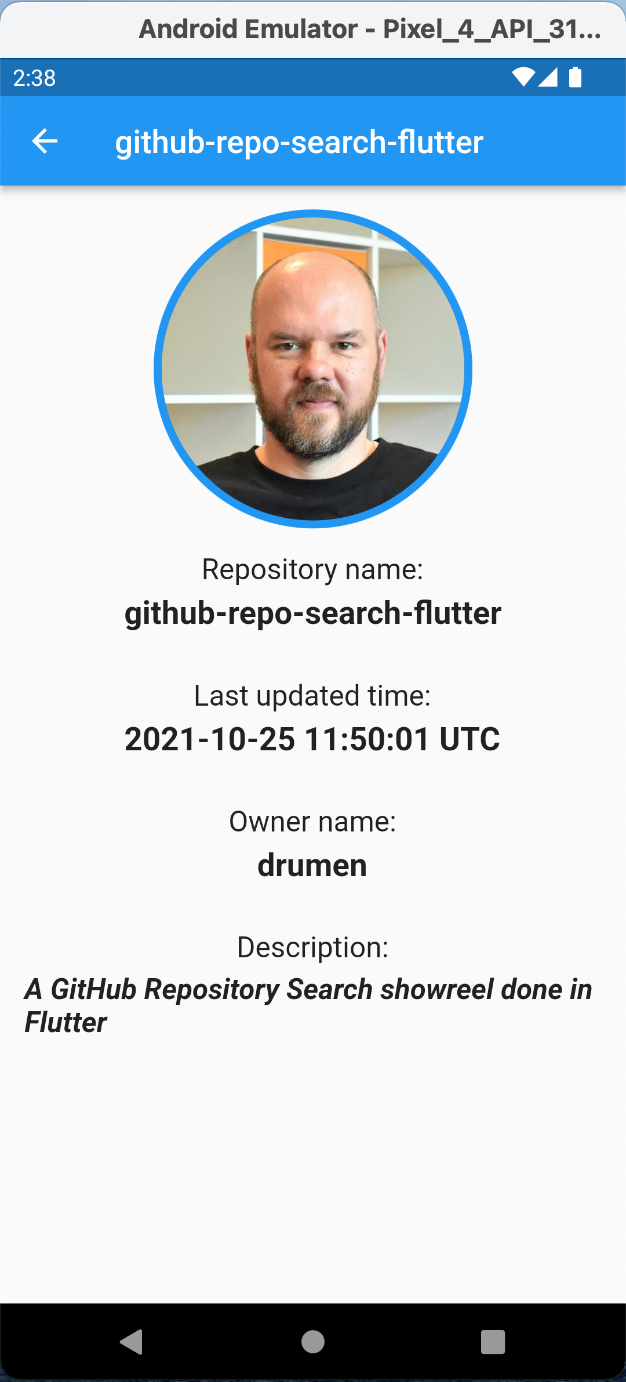 Android Emulator - Pixel_4_API_31...
2:38
github-repo-search-flutter
Repository name:
github-repo-search-flutter
Last updated time:
2021-10-25 11:50:01 UTC
Owner name:
drumen
Description:
A GitHub Repository Search showreel done in
Flutter